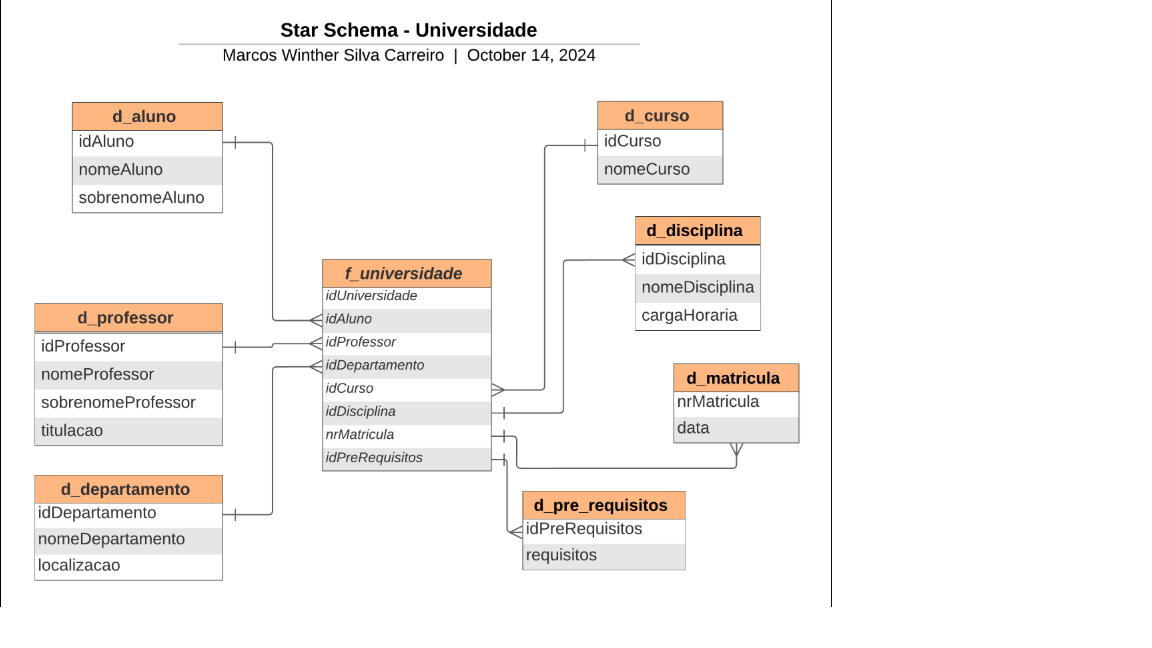 Star Schema - Universidade
Marcos Winther Silva Carreiro | October 14, 2024
d_aluno
idAluno
nomeAluno
sobrenomeAluno
d_curso
idCurso
nomeCurso
d_disciplina
idDisciplina
nomeDisciplina
cargaHoraria
f_universidade
idUniversidade
idAluno
idProfessor
idDepartamento
idCurso
idDisciplina
nrMatricula
idPreRequisitos
d_professor
idProfessor
nomeProfessor
sobrenomeProfessor
titulacao
d_matricula
nrMatricula
data
d_departamento
idDepartamento
nomeDepartamento
localizacao
d_pre_requisitos
idPreRequisitos
requisitos